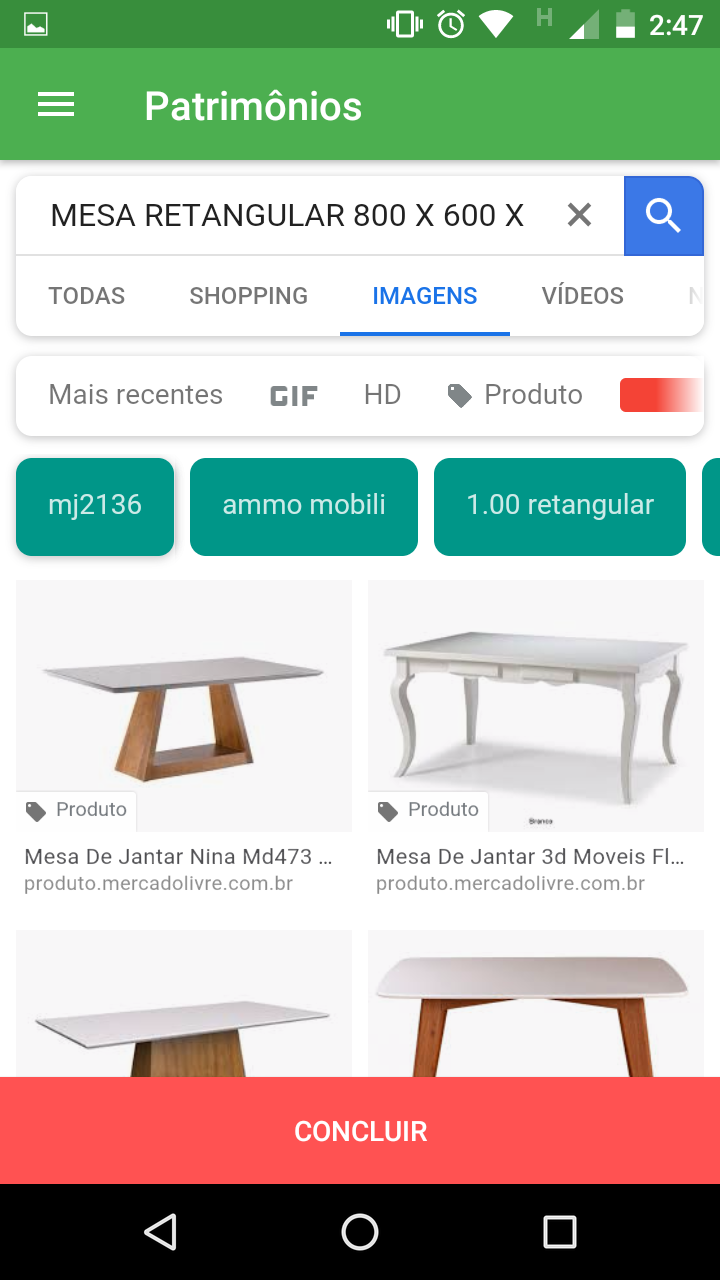 2:47
H
Patrimônios
MESA RETANGULAR 800 X 600 X
TODAS SHOPPING IMAGENS VÍDEOS N
Mais recentes GIF HD Produto
mj2136 ammo mobili 1.00 retangular
Branco
Produto Produto
Mesa De Jantar Nina Md473 ... Mesa De Jantar 3d Moveis Fl...
produto.mercadolivre.com.br produto.mercadolivre.com.br
CONCLUIR